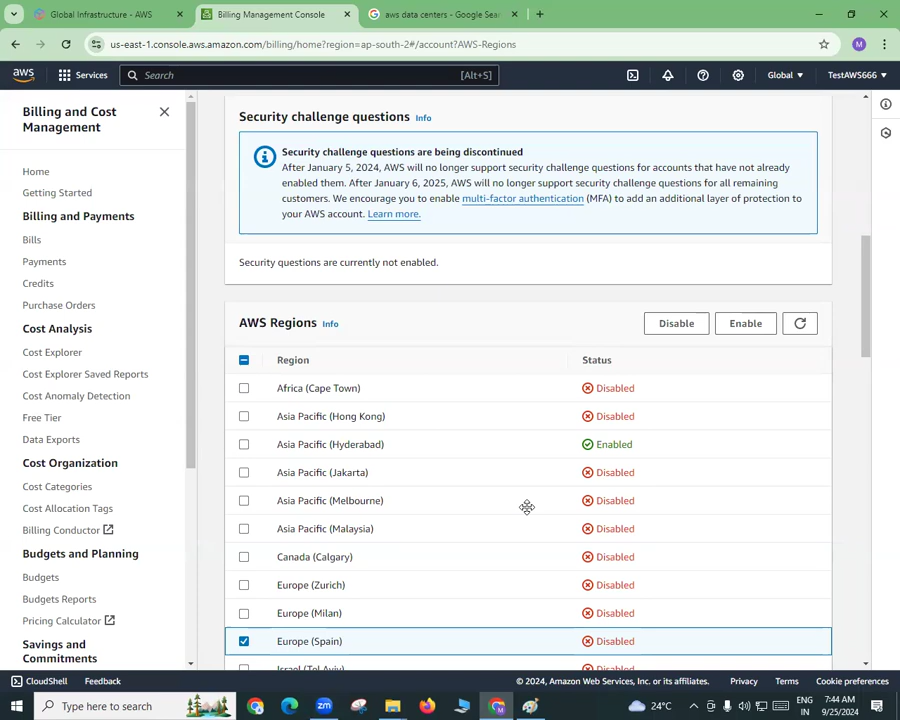 Global Infrastructure - AWS
Billing Management Console
aws data centers - Google Sear
us-east-1.console.aws.amazon.com/billing/home?region=ap-south-2#/account?AWS-Regions
M
aws
Services
Search
[Alt+S]
Global
TestAWS666
Billing and Cost
Management
Home
Getting Started
Billing and Payments
Bills
Payments
Credits
Purchase Orders
Cost Analysis
Cost Explorer
Cost Explorer Saved Reports
Cost Anomaly Detection
Free Tier
Data Exports
Cost Organization
Cost Categories
Cost Allocation Tags
Billing Conductor
Budgets and Planning
Budgets
Budgets Reports
Pricing Calculator
Savings and
Commitments
Security challenge questions Info
Security challenge questions are being discontinued
After January 5, 2024, AWS will no longer support security challenge questions for accounts that have not already
enabled them. After January 6, 2025, AWS will no longer support security challenge questions for all remaining
customers. We encourage you to enable multi-factor authentication (MFA) to add an additional layer of protection to
your AWS account. Learn more.
Security questions are currently not enabled.
AWS Regions Info
Disable
Enable
Region Status
Africa (Cape Town) Disabled
Asia Pacific (Hong Kong) Disabled
Asia Pacific (Hyderabad) Enabled
Asia Pacific (Jakarta) Disabled
Asia Pacific (Melbourne) Disabled
Asia Pacific (Malaysia) Disabled
Canada (Calgary) Disabled
Europe (Zurich) Disabled
Europe (Milan) Disabled
Europe (Spain) Disabled
Israel (Tel Aviv) Disabled
CloudShell
Feedback
© 2024, Amazon Web Services, Inc. or its affiliates.
Privacy
Terms
Cookie preferences
Type here to search
zm
24°C
ENG
IN
7:44 AM
9/25/2024